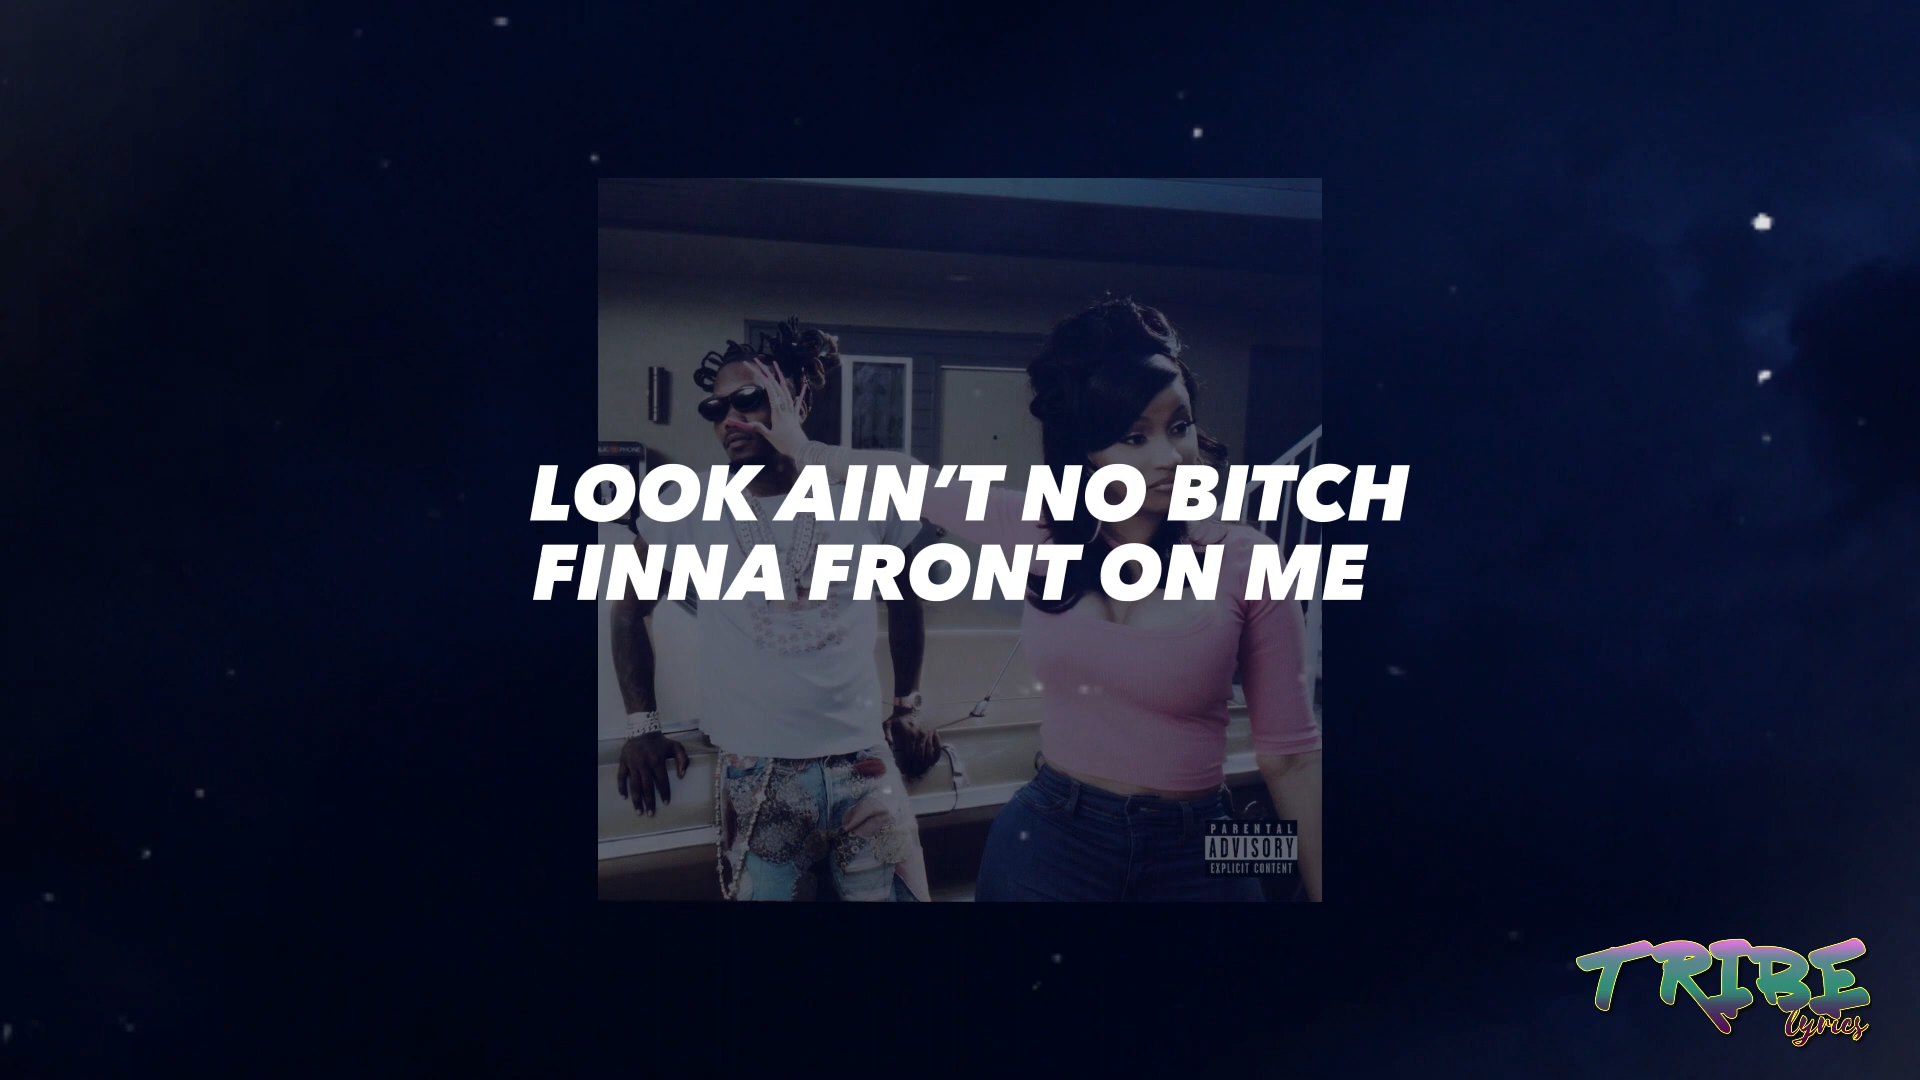 LOOK AIN’T NO BITCH
FINNA FRONT ON ME
PARENTAL
ADVISORY
EXPLICIT CONTENT
TRIBE
lyrics